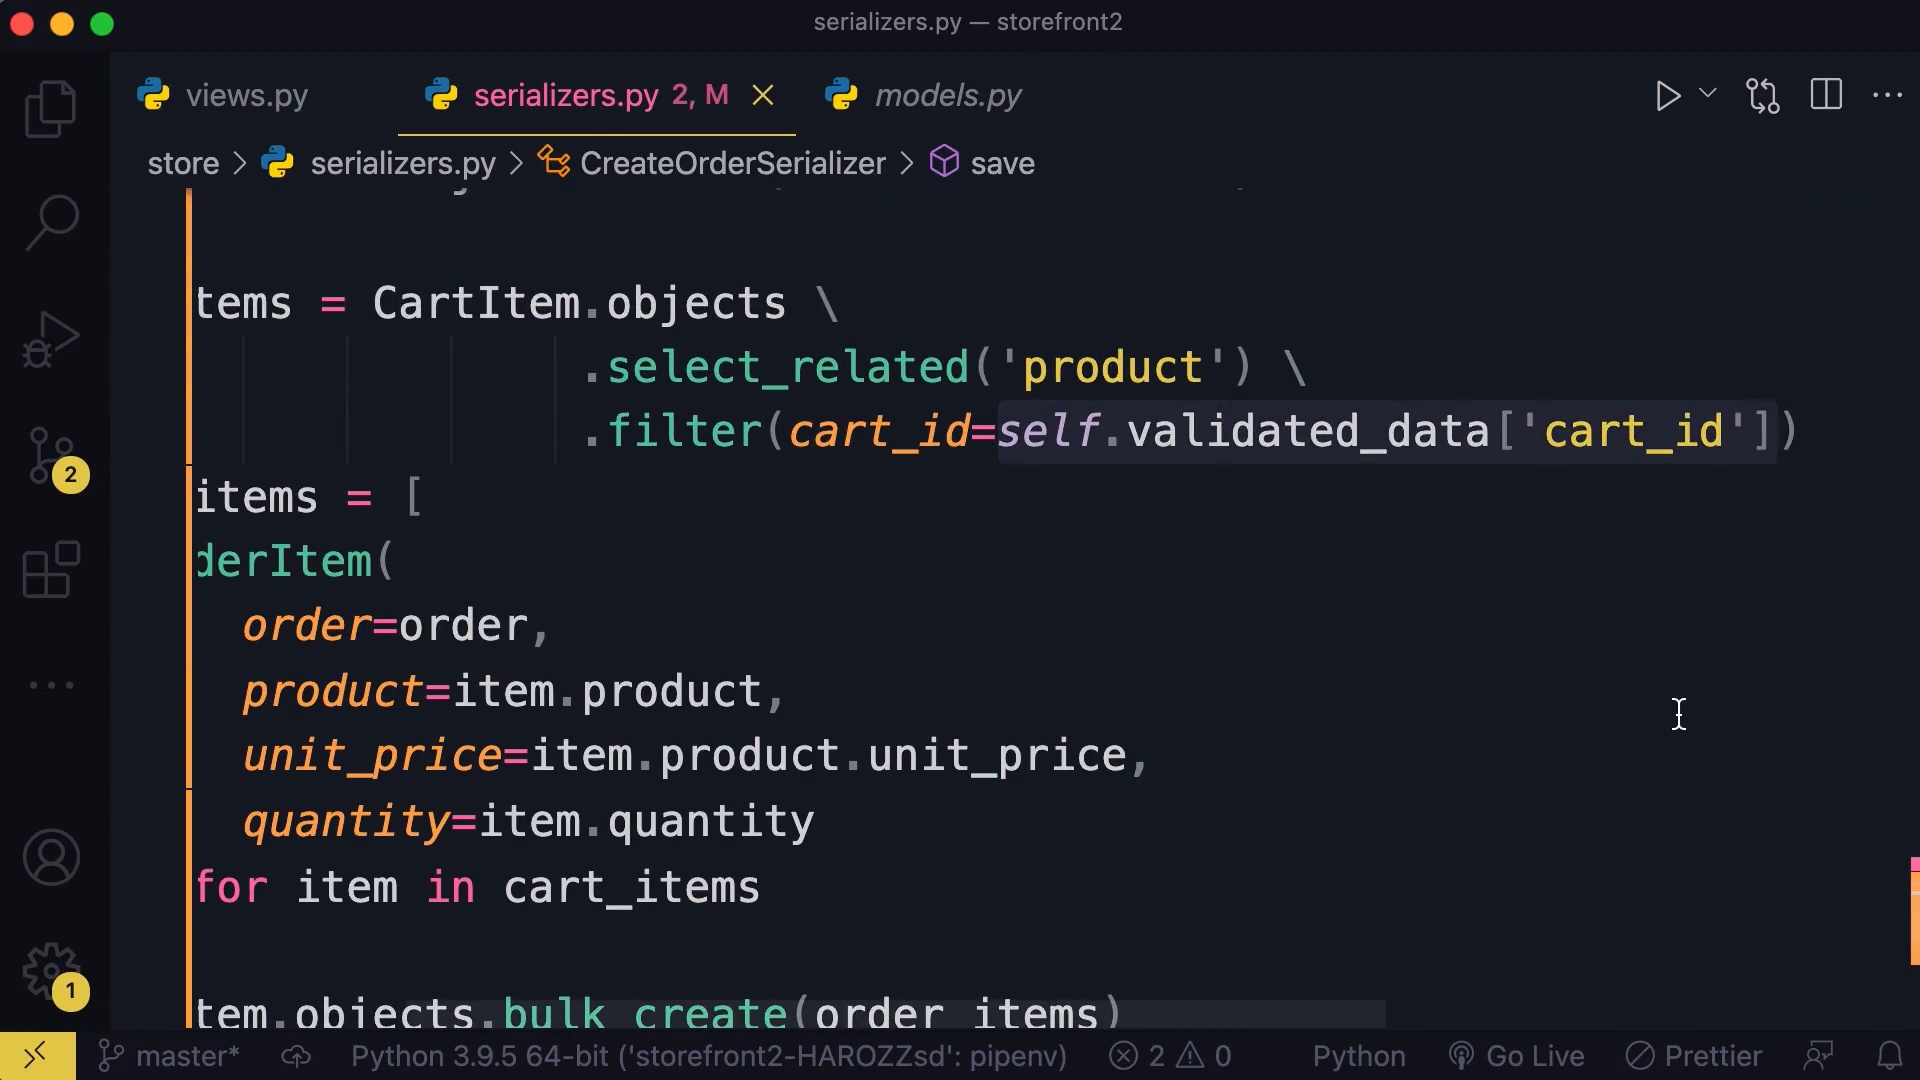 serializers.py — storefront2
views.py serializers.py 2, M models.py
store > serializers.py > CreateOrderSerializer > save
tems = CartItem.objects \
.select_related('product') \
.filter(cart_id=self.validated_data['cart_id'])
items = [
derItem(
order=order,
product=item.product,
unit_price=item.product.unit_price,
quantity=item.quantity
for item in cart_items
tem.objects.bulk_create(order_items)
2
1
master* Python 3.9.5 64-bit ('storefront2-HAROZZsd': pipenv) 2 0 Python Go Live Prettier